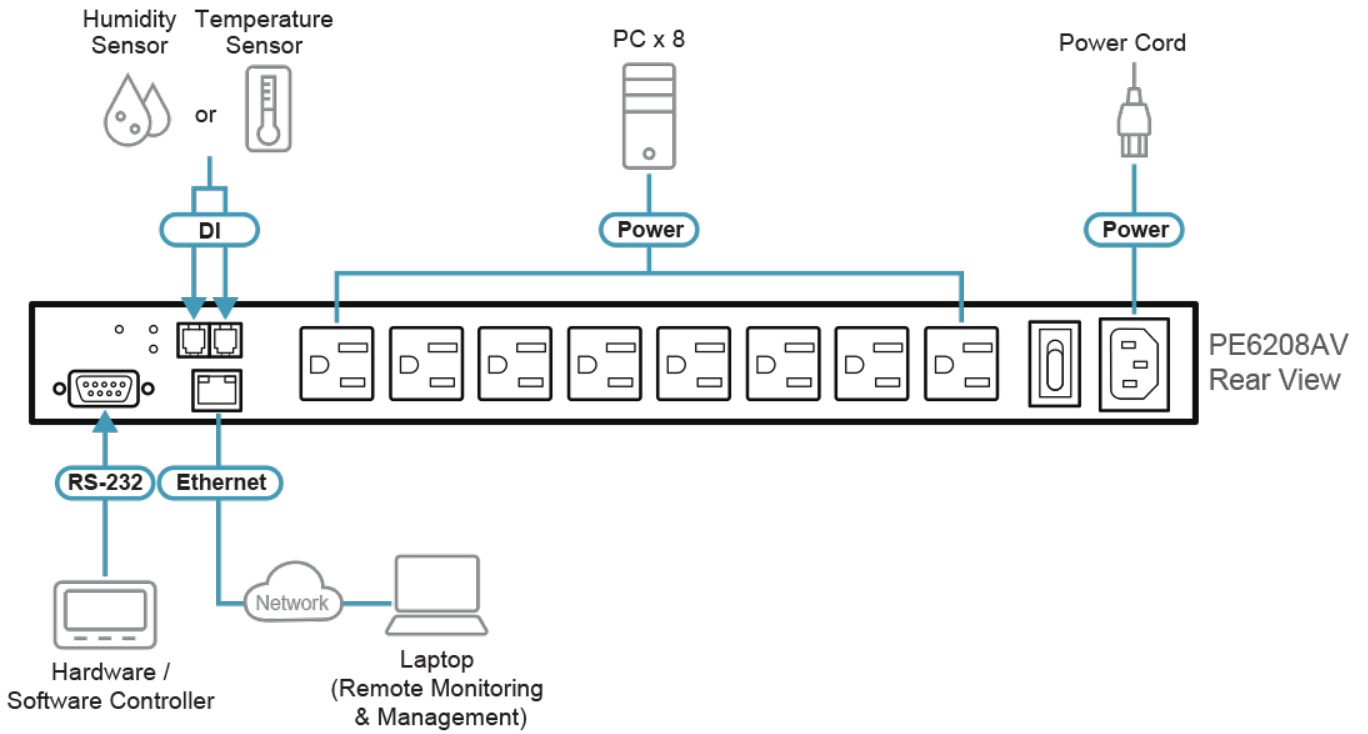 Humidity
Sensor
Temperature
Sensor
or
PC x 8
Power Cord
DI
Power
Power
PE6208AV
Rear View
RS-232
Ethernet
Network
Hardware /
Software Controller
Laptop
(Remote Monitoring
& Management)